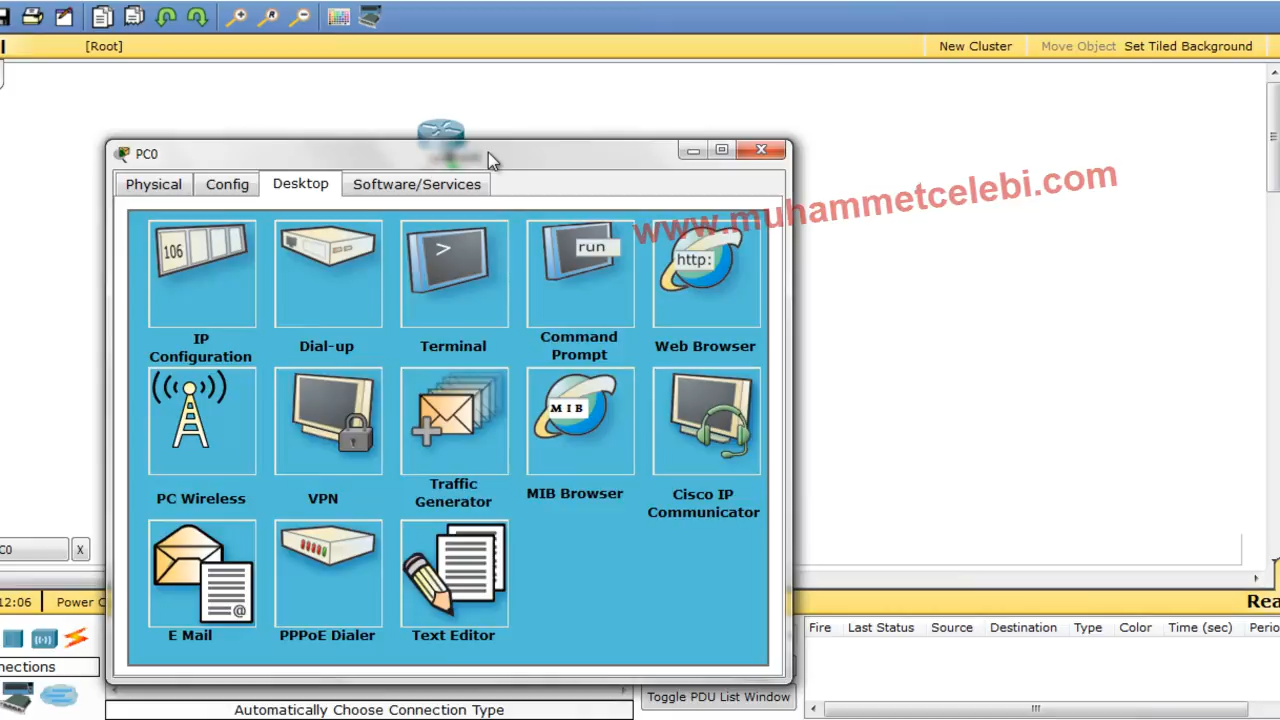 [Root]
New Cluster
Move Object
Set Tiled Background
PC0
Physical
Config
Desktop
Software/Services
www.muhammetcelebi.com
106
>
run
http:
IP
Configuration
Dial-up
Terminal
Command
Prompt
Web Browser
MIB
PC Wireless
VPN
Traffic
Generator
MIB Browser
Cisco IP
Communicator
@
E Mail
PPPoE Dialer
Text Editor
C0
X
12:06
Power C
Rea
Fire
Last Status
Source
Destination
Type
Color
Time (sec)
Perio
nections
Toggle PDU List Window
Automatically Choose Connection Type